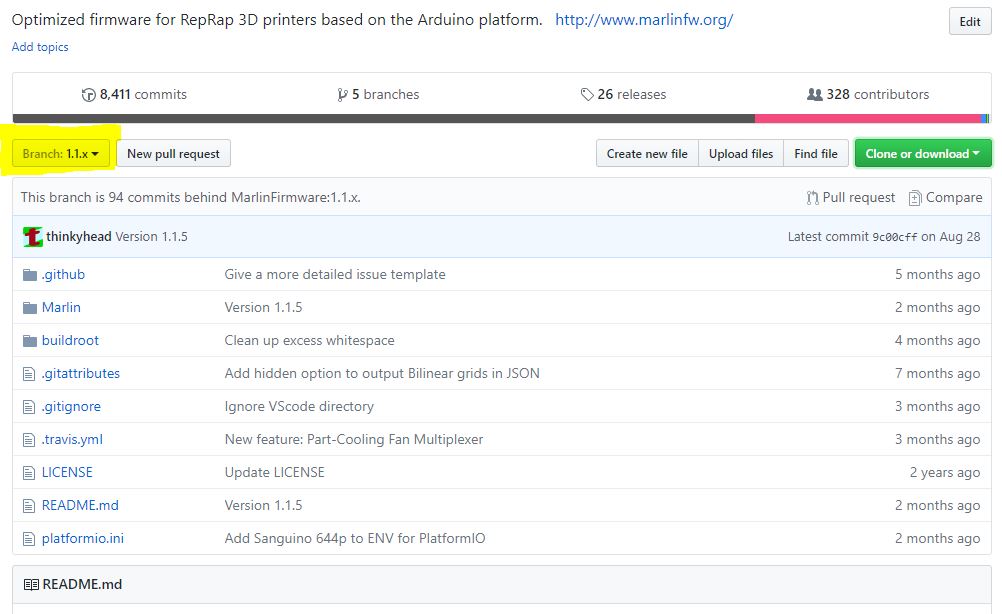 Optimized firmware for RepRap 3D printers based on the Arduino platform. http://www.marlinfw.org/ Edit
Add topics
8,411 commits 5 branches 26 releases 328 contributors
Branch: 1.1.x New pull request Create new file Upload files Find file Clone or download
This branch is 94 commits behind MarlinFirmware:1.1.x. Pull request Compare
thinkyhead Version 1.1.5 Latest commit 9c00cff on Aug 28
.github Give a more detailed issue template 5 months ago
Marlin Version 1.1.5 2 months ago
buildroot Clean up excess whitespace 4 months ago
.gitattributes Add hidden option to output Bilinear grids in JSON 7 months ago
.gitignore Ignore VScode directory 3 months ago
.travis.yml New feature: Part-Cooling Fan Multiplexer 3 months ago
LICENSE Update LICENSE 2 years ago
README.md Version 1.1.5 2 months ago
platformio.ini Add Sanguino 644p to ENV for PlatformIO 2 months ago
README.md